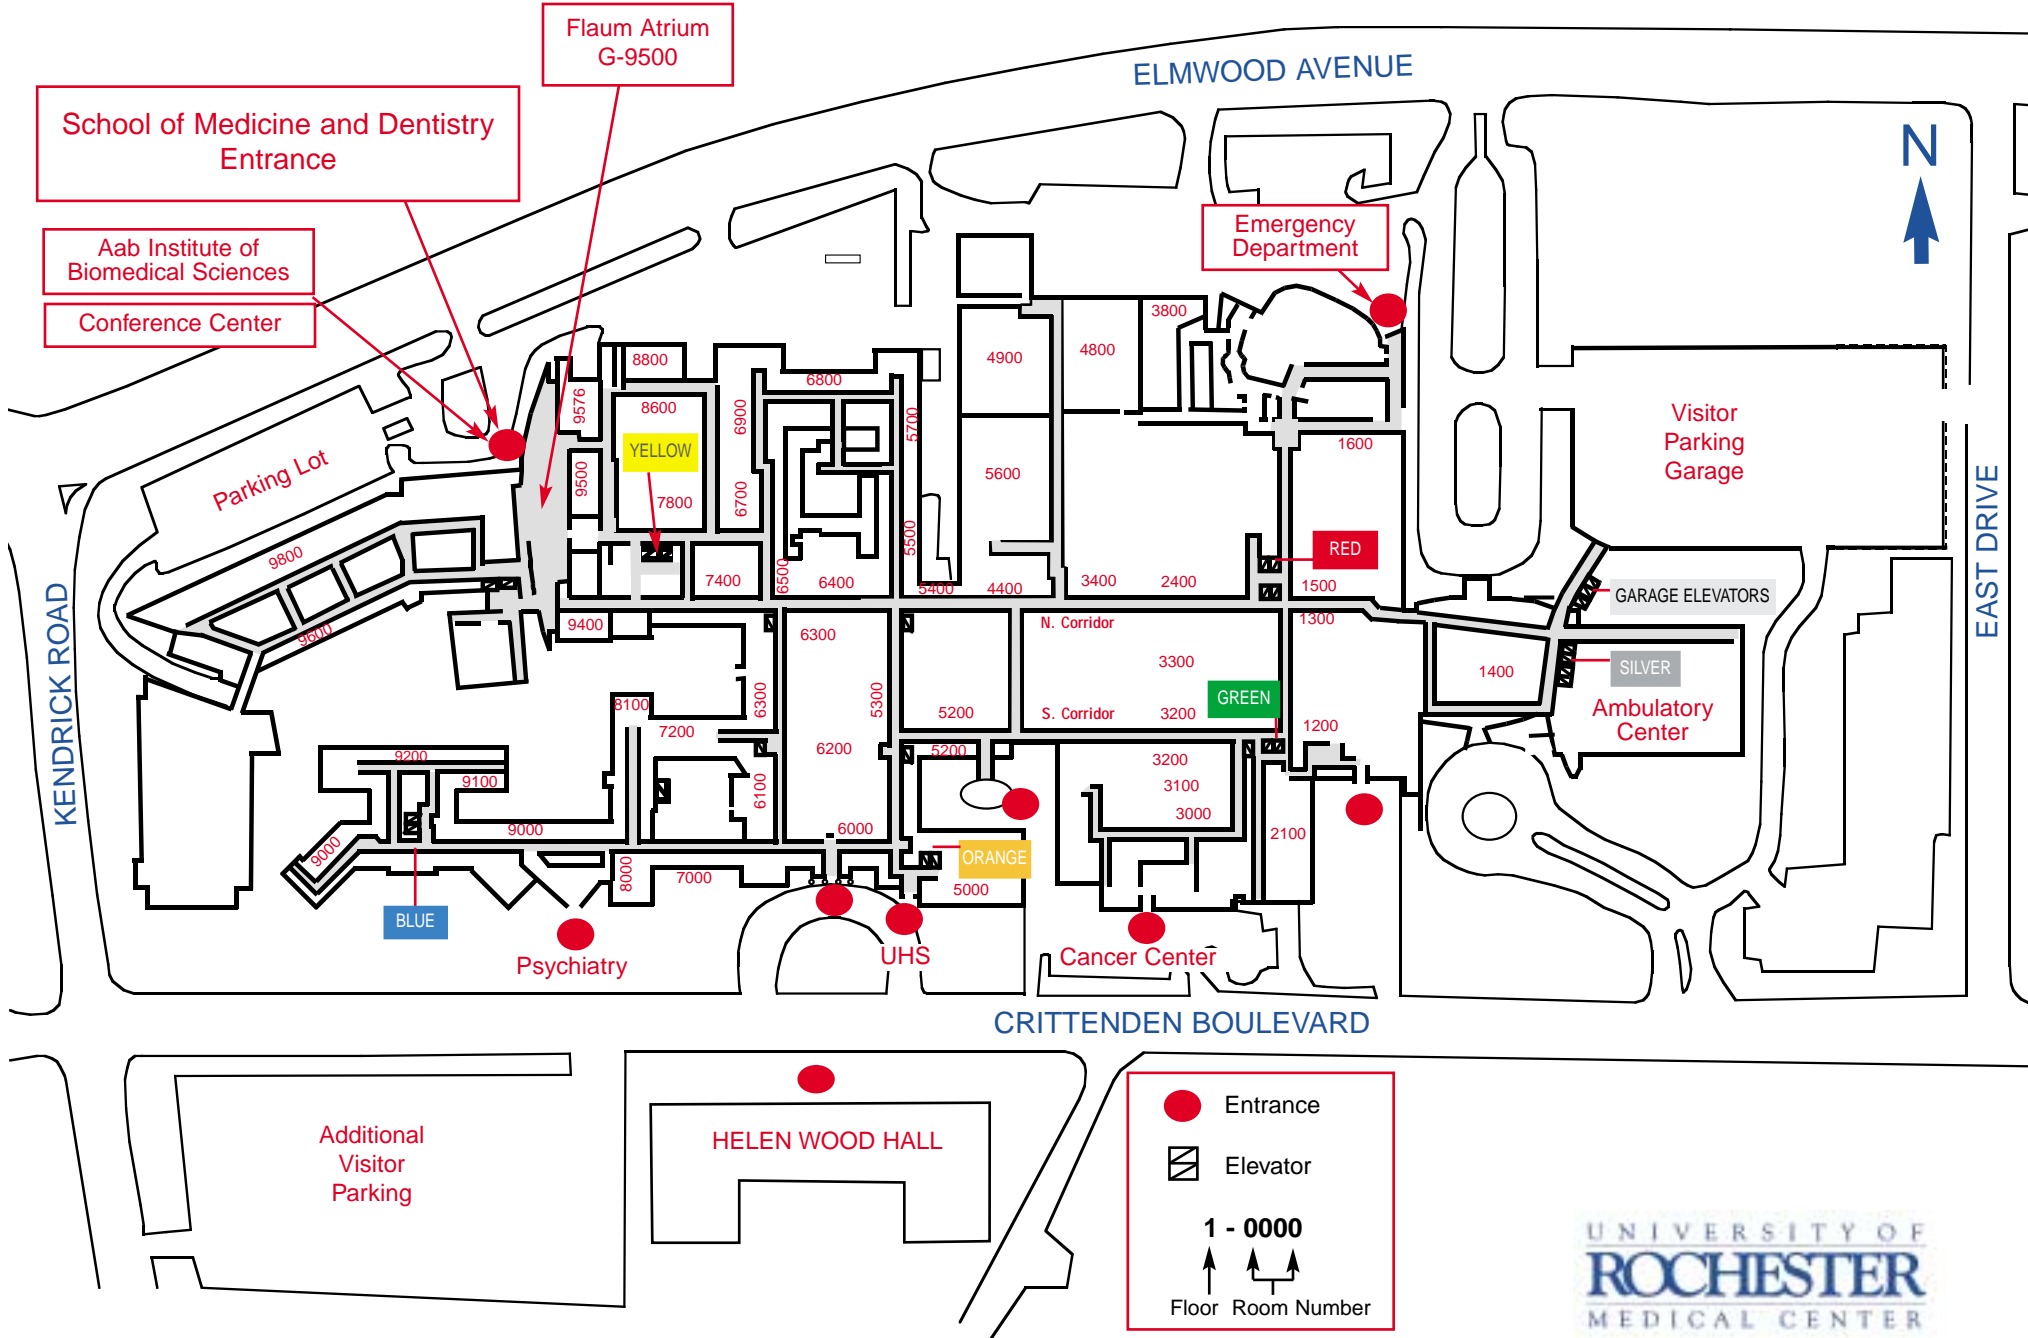 Flaum Atrium
G-9500
ELMWOOD AVENUE
School of Medicine and Dentistry
Entrance
N
Aab Institute of
Biomedical Sciences
Conference Center
Emergency
Department
3800
4900
4800
8800
6800
9576
8600
6900
5700
Visitor
Parking
Garage
1600
YELLOW
Parking Lot
9500
7800
6700
5600
EAST DRIVE
9800
5500
RED
7400
6500
6400
5400
4400
3400
2400
1500
GARAGE ELEVATORS
KENDRICK ROAD
9600
9400
6300
N. Corridor
1300
3300
1400
SILVER
8100
6300
5300
5200
S. Corridor
3200
GREEN
Ambulatory
Center
7200
6200
1200
9200
5200
3200
9100
6100
3100
3000
9000
9000
6000
2100
ORANGE
8000
7000
5000
BLUE
Psychiatry
UHS
Cancer Center
CRITTENDEN BOULEVARD
Additional
Visitor
Parking
HELEN WOOD HALL
Entrance
Elevator
1 - 0000
Floor Room Number
UNIVERSITY OF
ROCHESTER
MEDICAL CENTER